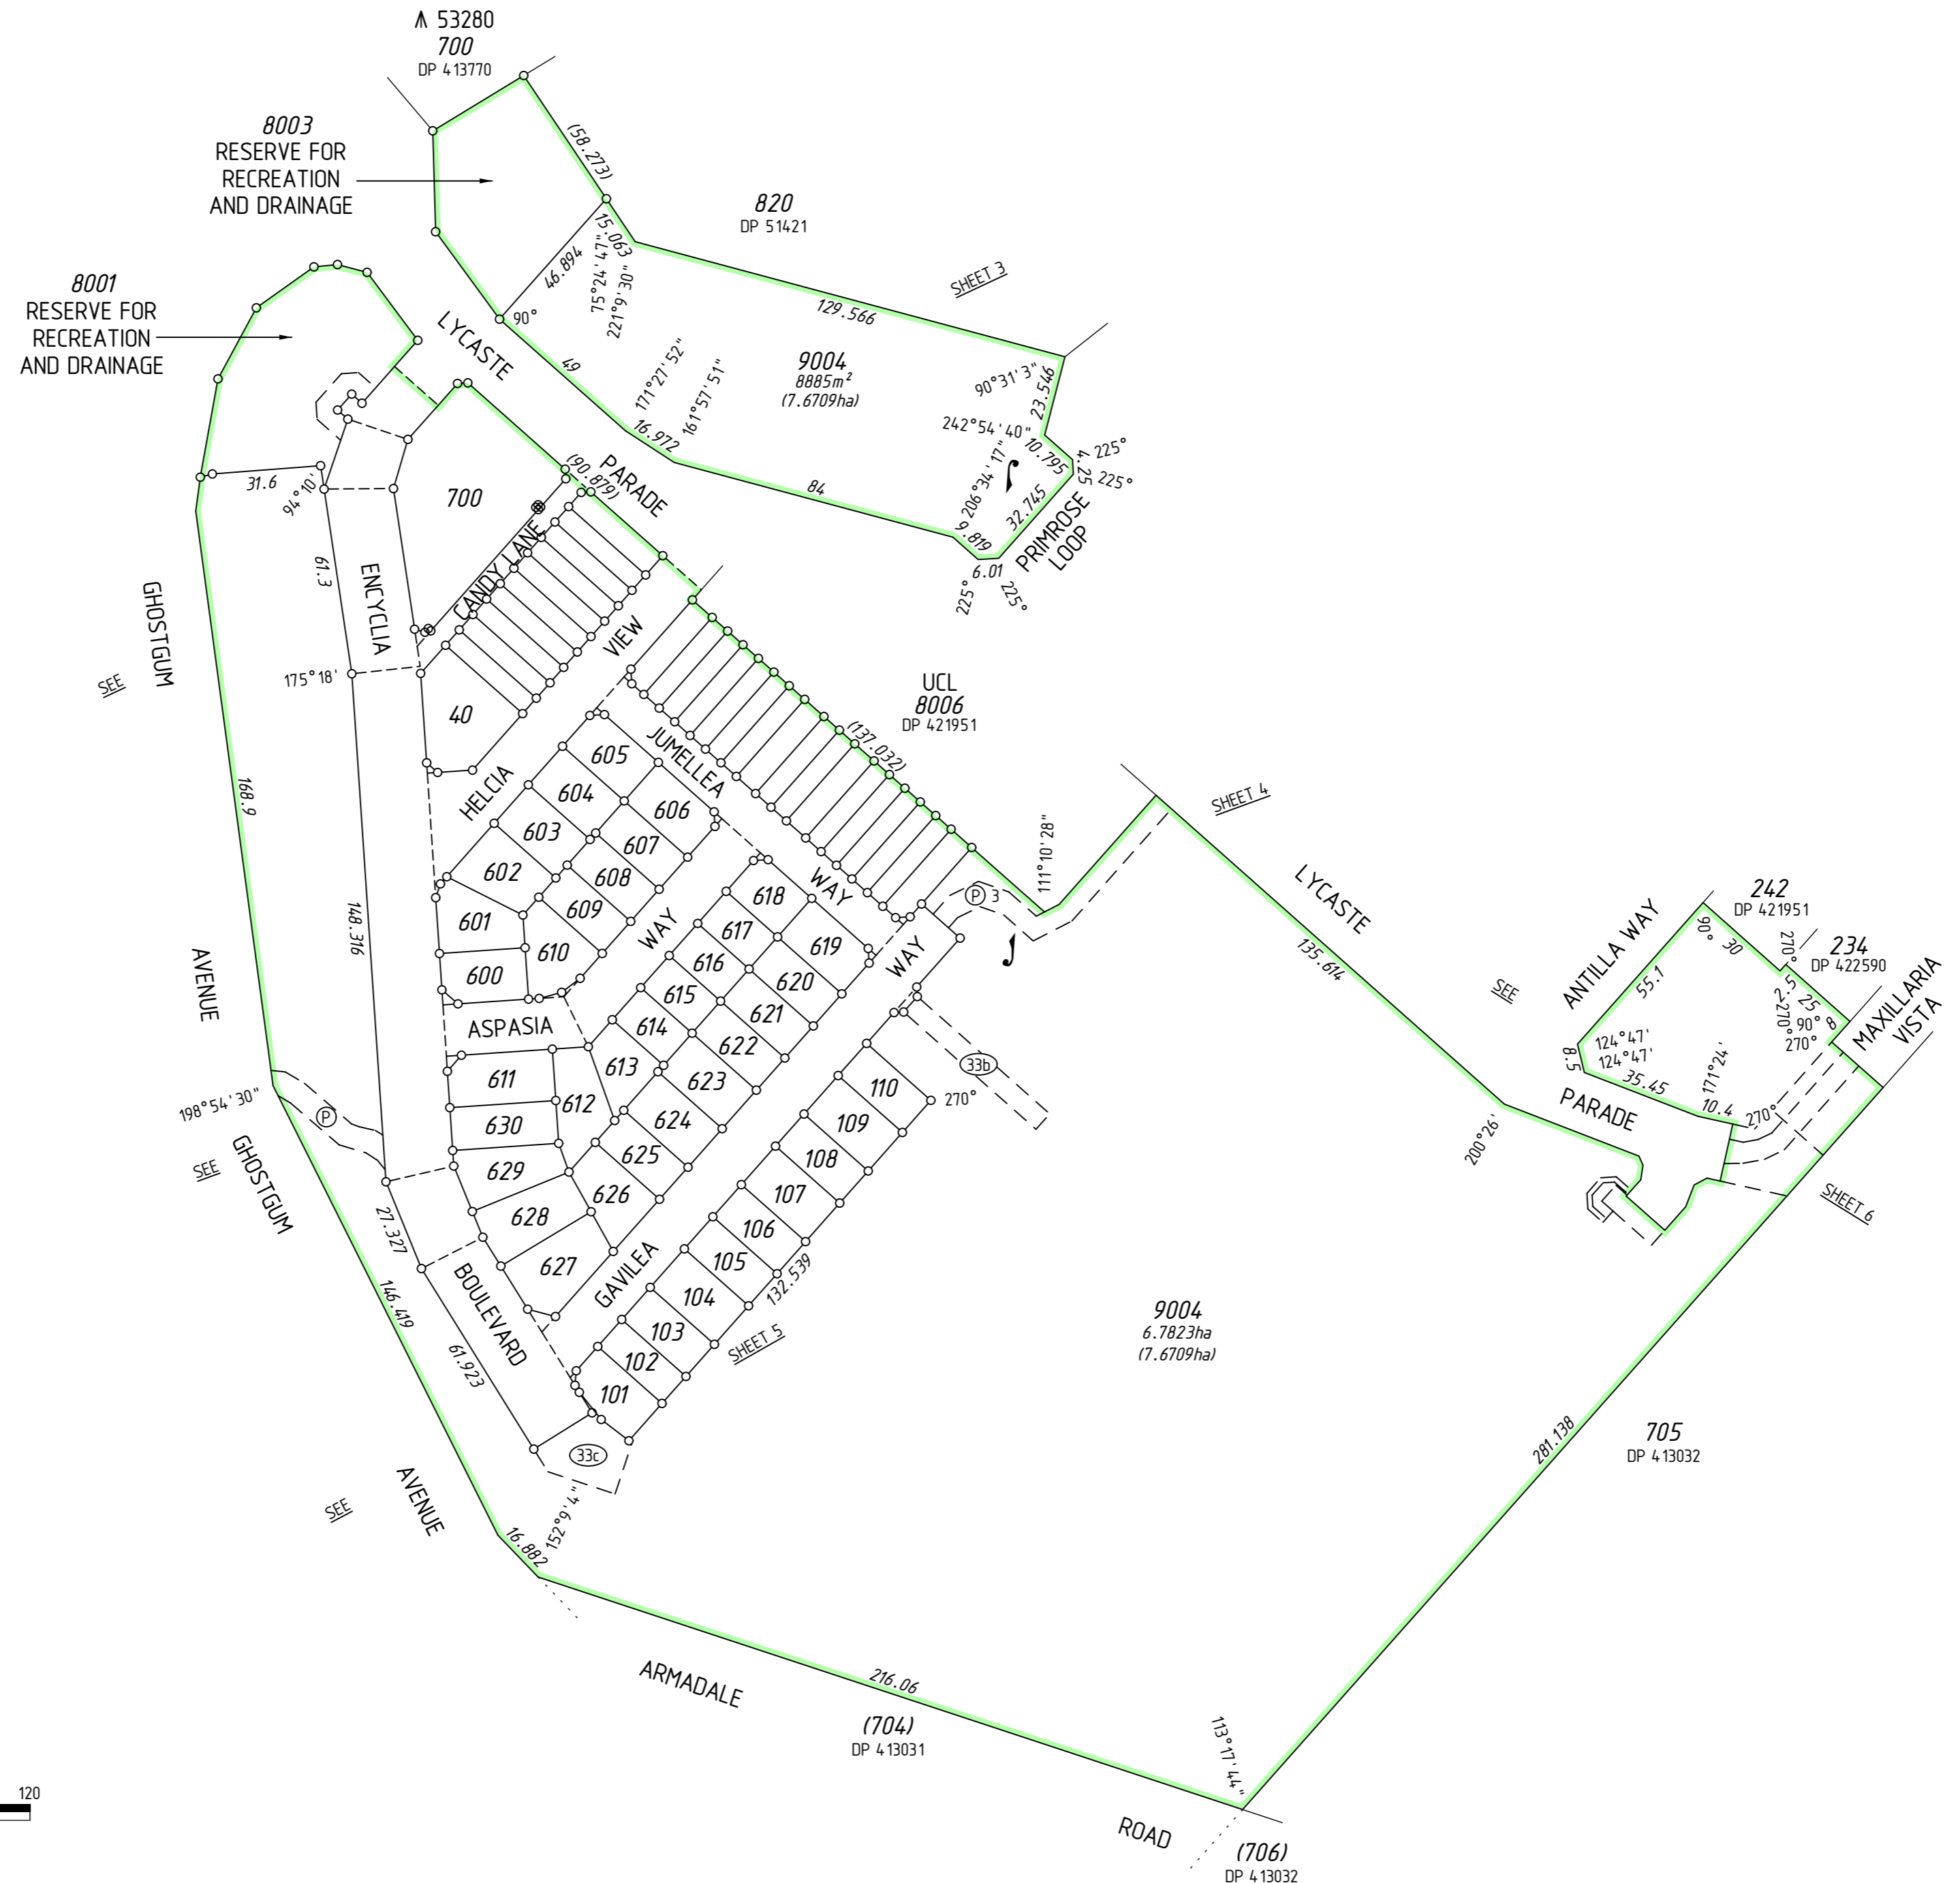 ⩚ 53280
700
DP 413770
8003
RESERVE FOR
RECREATION
AND DRAINAGE
(58.273)
820
DP 51421
15.063
75°24'47"
221°9'30"
46.894
90°
SHEET 3
129.566
8001
RESERVE FOR
RECREATION
AND DRAINAGE
LYCASTE
49
171°27'52"
161°57'51"
9004
8885m²
(7.6709ha)
90°31'3"
23.546
242°54'40"
10.795
225°
4.25
225°
16.972
206°34'17"
32.745
PRIMROSE
LOOP
84
9.819
6.01
225°
225°
(90.879)
PARADE
31.6
94°10'
700
CANDY LANE
61.3
ENCYCLIA
GHOSTGUM
SEE
175°18'
40
VIEW
HELCIA
UCL
8006
DP 421951
(137.032)
JUMELLEA
605
604
606
603
607
602
608
601
609
610
600
168.9
148.316
SHEET 4
111°10'28"
P 3
WAY
618
617
619
616
620
615
621
614
622
613
623
612
624
625
626
WAY
WAY
ASPASIA
611
630
629
628
627
LYCASTE
135.614
SEE
ANTILLA WAY
242
DP 421951
234
DP 422590
90°
30
270°
2.5
25
270°
90°
8
270°
MAXILLARIA
VISTA
55.1
124°47'
124°47'
8.5
35.45
171°24'
10.4
270°
PARADE
200°26'
SHEET 6
AVENUE
198°54'30"
P
SEE
GHOSTGUM
33b
270°
110
109
108
107
106
105
104
103
102
101
132.539
SHEET 5
GAVILEA
BOULEVARD
27.327
146.419
61.923
33c
9004
6.7823ha
(7.6709ha)
281.138
705
DP 413032
SEE
AVENUE
16.882
152°9'4"
ARMADALE
216.06
(704)
DP 413031
113°17'44"
ROAD
(706)
DP 413032
120